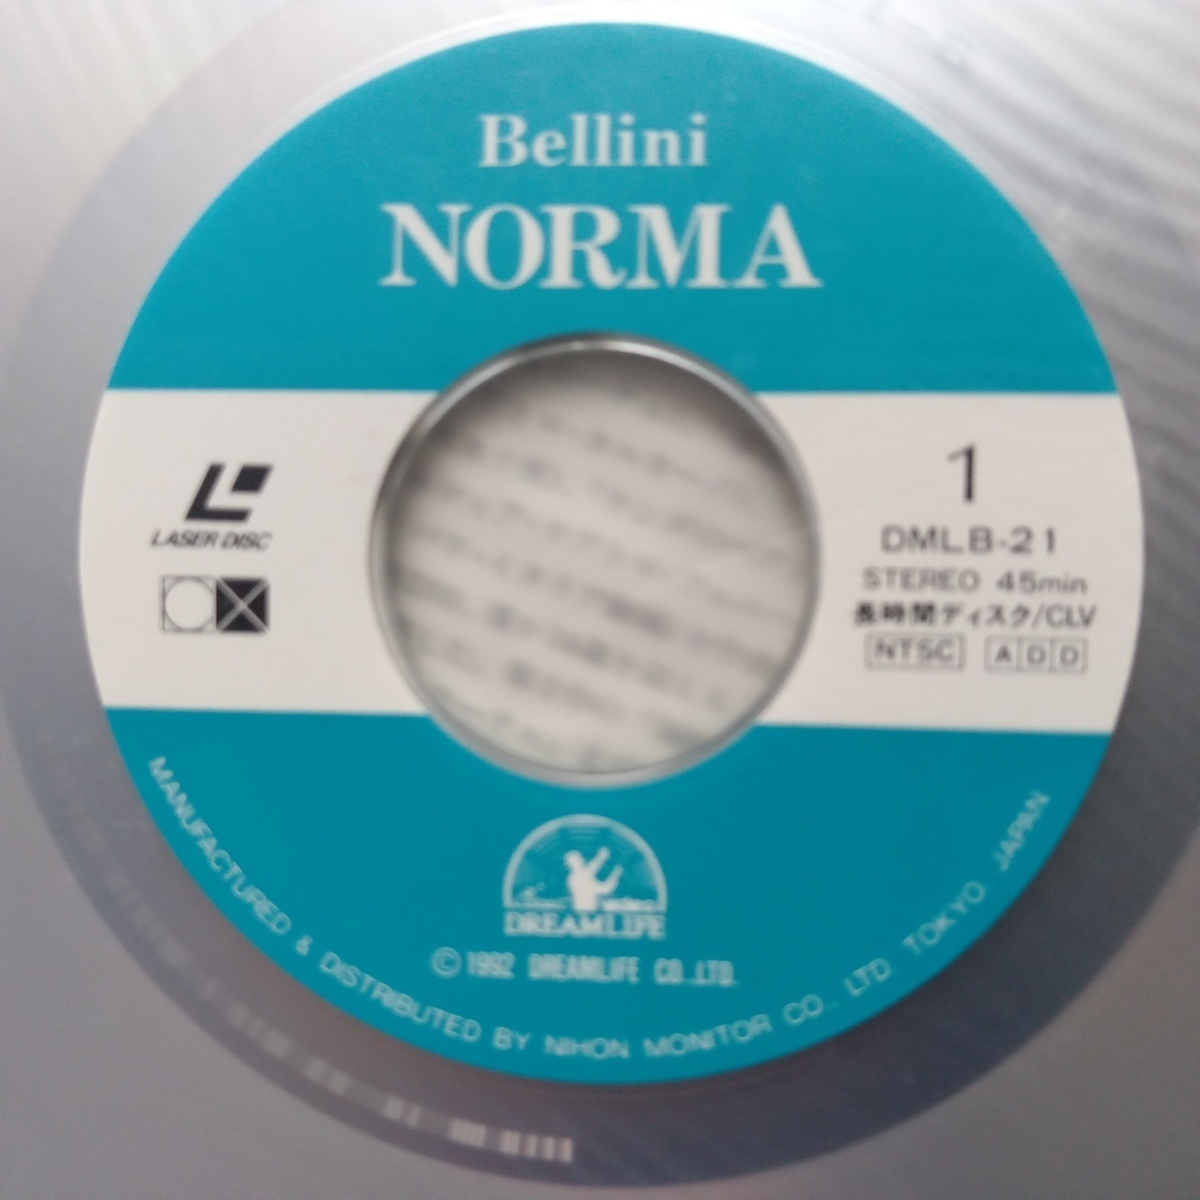 Bellini
NORMA
LASER DISC
1
DMLB-21
STEREO 45min
長時間ディスク/CLV
NTSC ADD
DREAMLIFE
©1992 DREAMLIFE CO.,LTD.
MANUFACTURED & DISTRIBUTED BY NIHON MONITOR CO., LTD. TOKYO. JAPAN